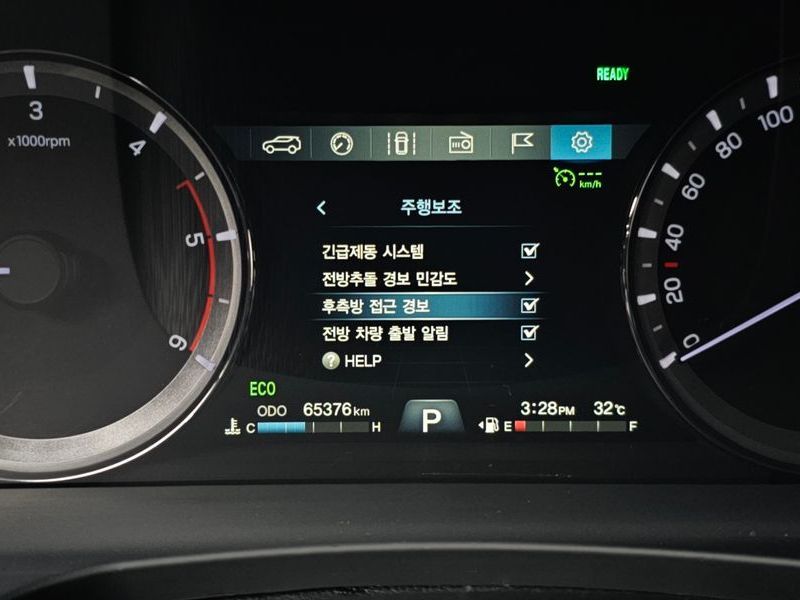 READY
3
x1000rpm
4
5
6
--- km/h
주행보조
긴급제동 시스템
전방추돌 경보 민감도
후측방 접근 경보
전방 차량 출발 알림
? HELP
ECO
ODO 65376 km
C H
P
3:28PM 32℃
E F
100
80
60
40
20
0